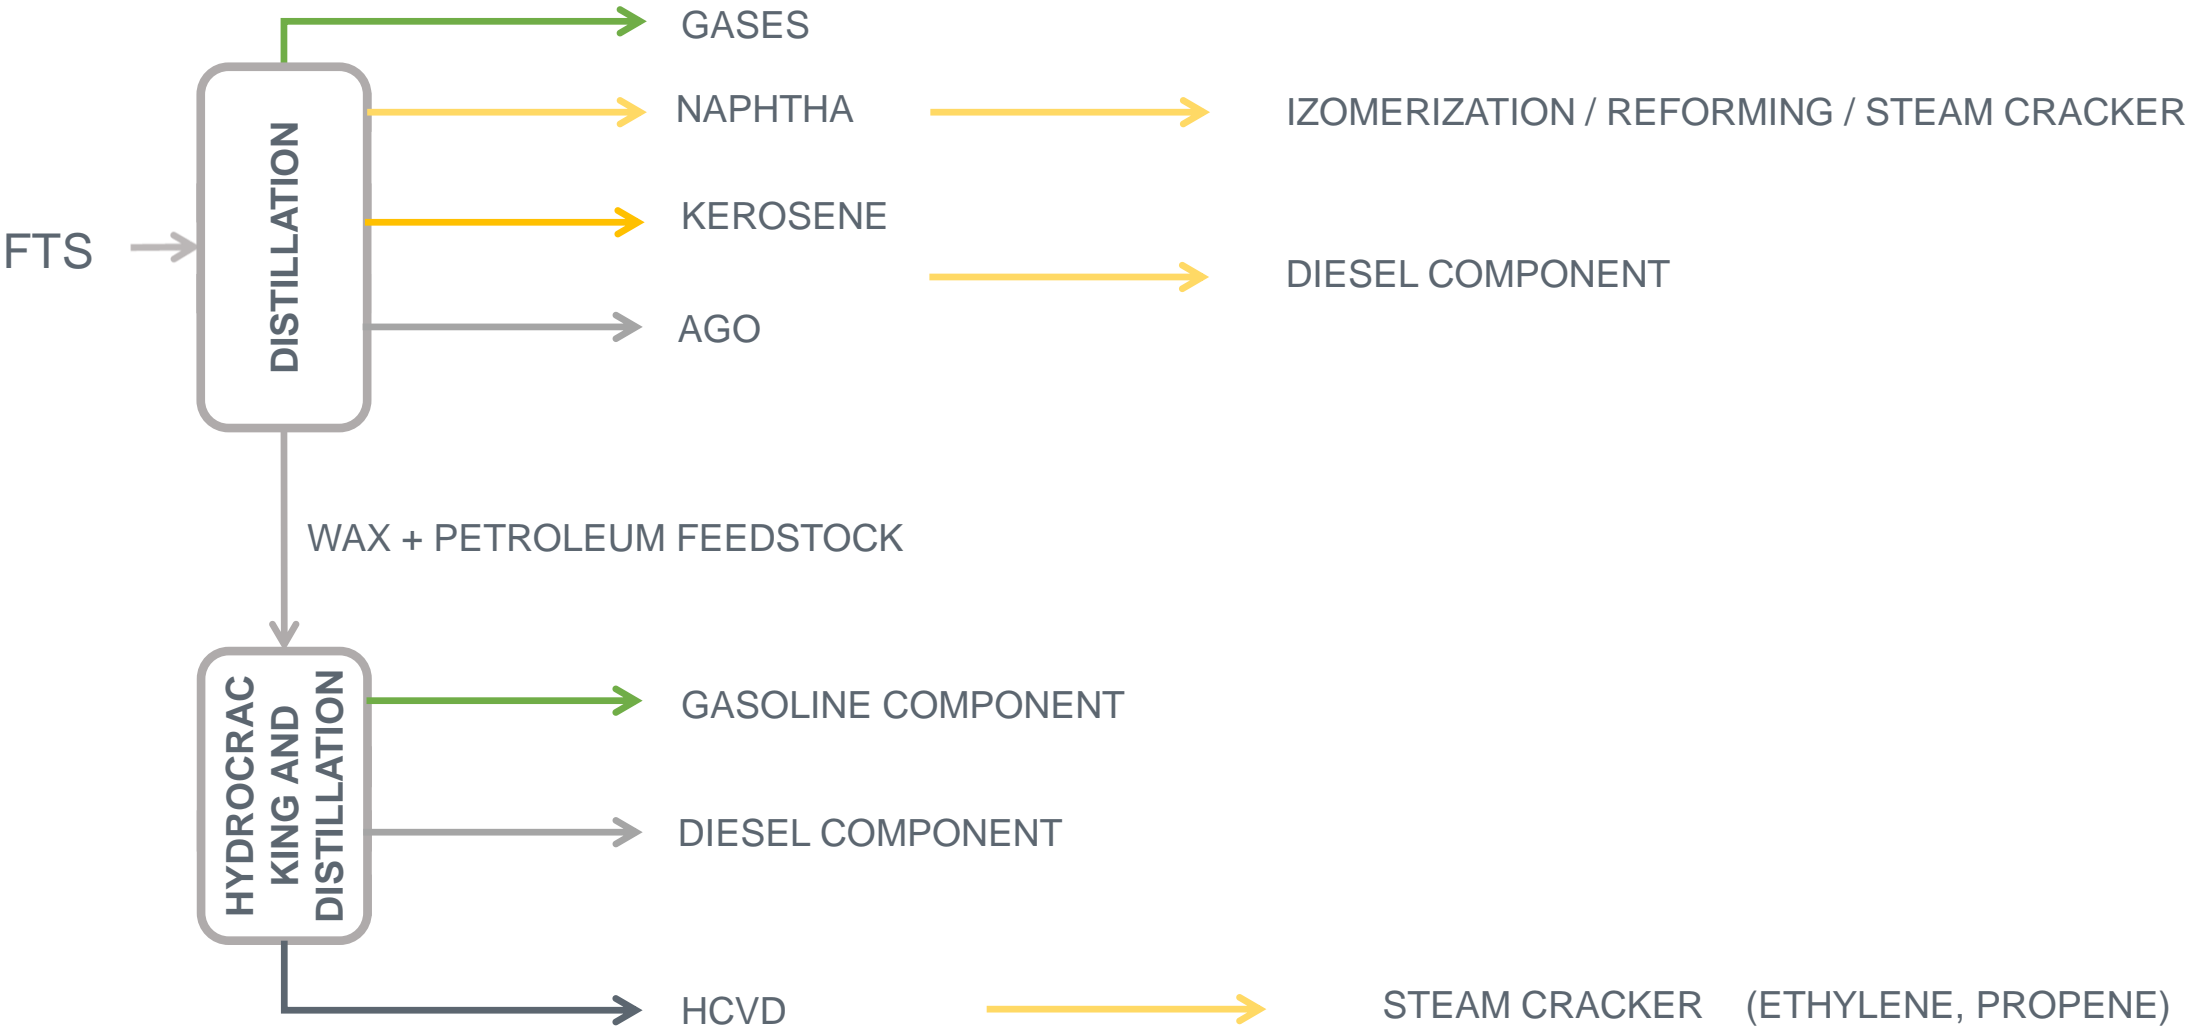 GASES
NAPHTHA
IZOMERIZATION / REFORMING / STEAM CRACKER
DISTILLATION
KEROSENE
FTS
DIESEL COMPONENT
AGO
WAX + PETROLEUM FEEDSTOCK
HYDROCRAC
KING AND
DISTILLATION
GASOLINE COMPONENT
DIESEL COMPONENT
HCVD
STEAM CRACKER (ETHYLENE, PROPENE)